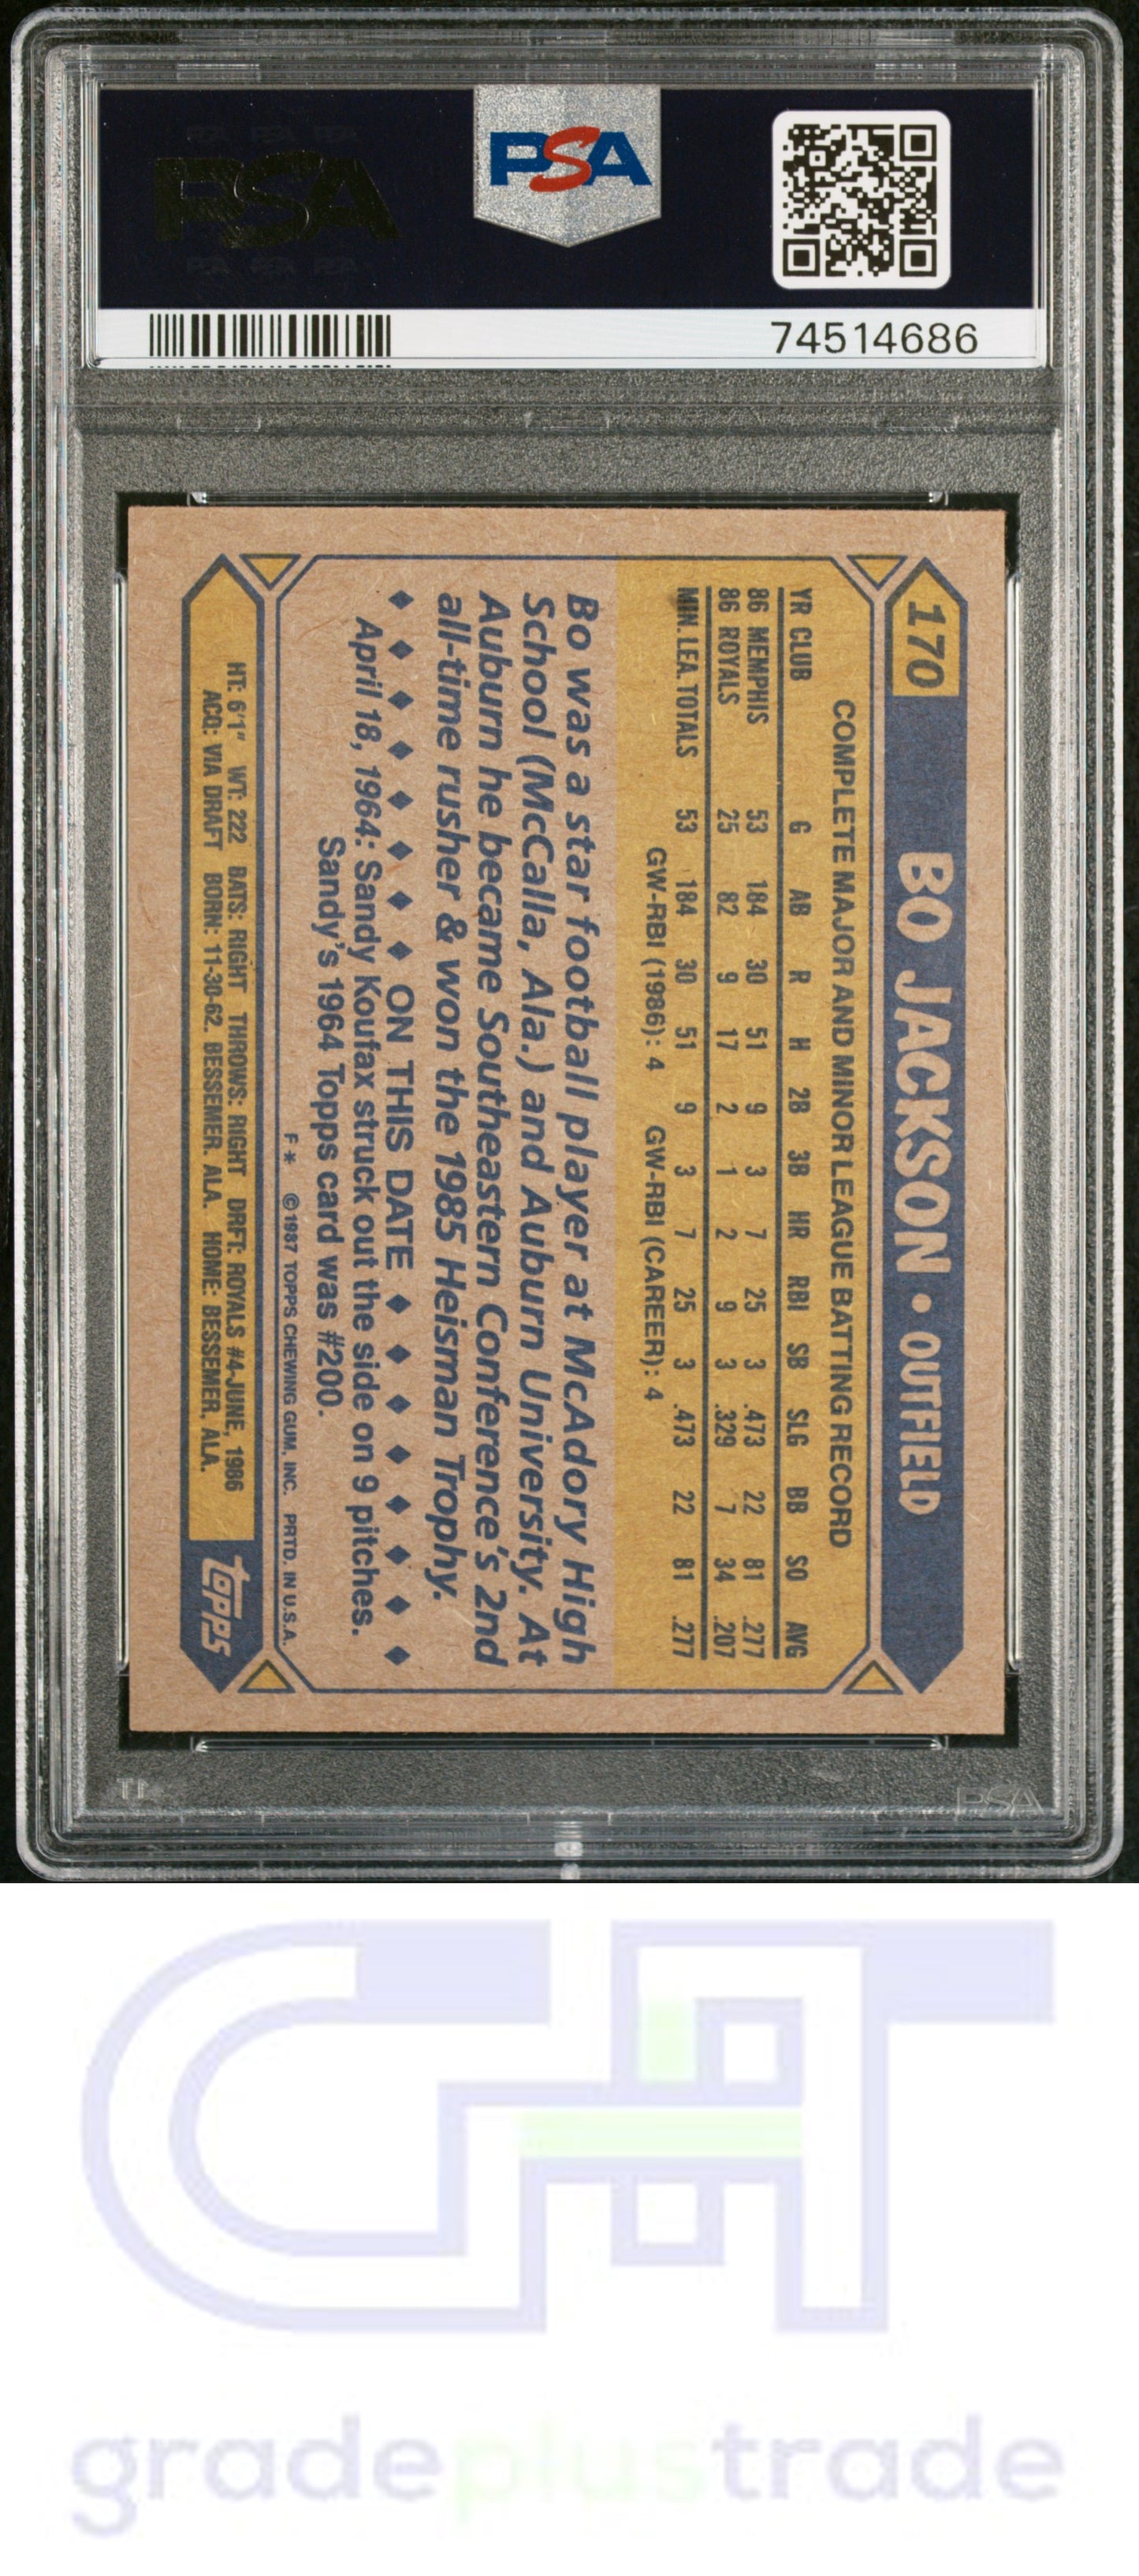 PSA PSA PSA
PSA
PSA PSA PSA
PSA
74514686
170 BO JACKSON • OUTFIELD
COMPLETE MAJOR AND MINOR LEAGUE BATTING RECORD
YR CLUB G AB R H 2B 3B HR RBI SB SLG BB SO AVG
86 MEMPHIS 53 184 30 51 9 3 7 25 3 .473 22 81 .277
86 ROYALS 25 82 9 17 2 1 2 9 3 .329 7 34 .207
MIN. LEA. TOTALS 53 184 30 51 9 3 7 25 3 .473 22 81 .277
GW-RBI (1986): 4 GW-RBI (CAREER): 4
Bo was a star football player at McAdory High
School (McCalla, Ala.) and Auburn University. At
Auburn he became Southeastern Conference's 2nd
all-time rusher & won the 1985 Heisman Trophy.
◆ ◆ ◆ ◆ ◆ ◆ ◆ ◆ ON THIS DATE ◆ ◆ ◆ ◆ ◆ ◆ ◆ ◆
April 18, 1964: Sandy Koufax struck out the side on 9 pitches.
Sandy's 1964 Topps card was #200.
F* ©1987 TOPPS CHEWING GUM, INC. PRTD. IN U.S.A.
HT: 6'1" WT: 222 BATS: RIGHT THROWS: RIGHT DRFT: ROYALS #4-JUNE, 1986
ACQ: VIA DRAFT BORN: 11-30-62, BESSEMER, ALA. HOME: BESSEMER, ALA.
topps
PSA
gradeplustrade